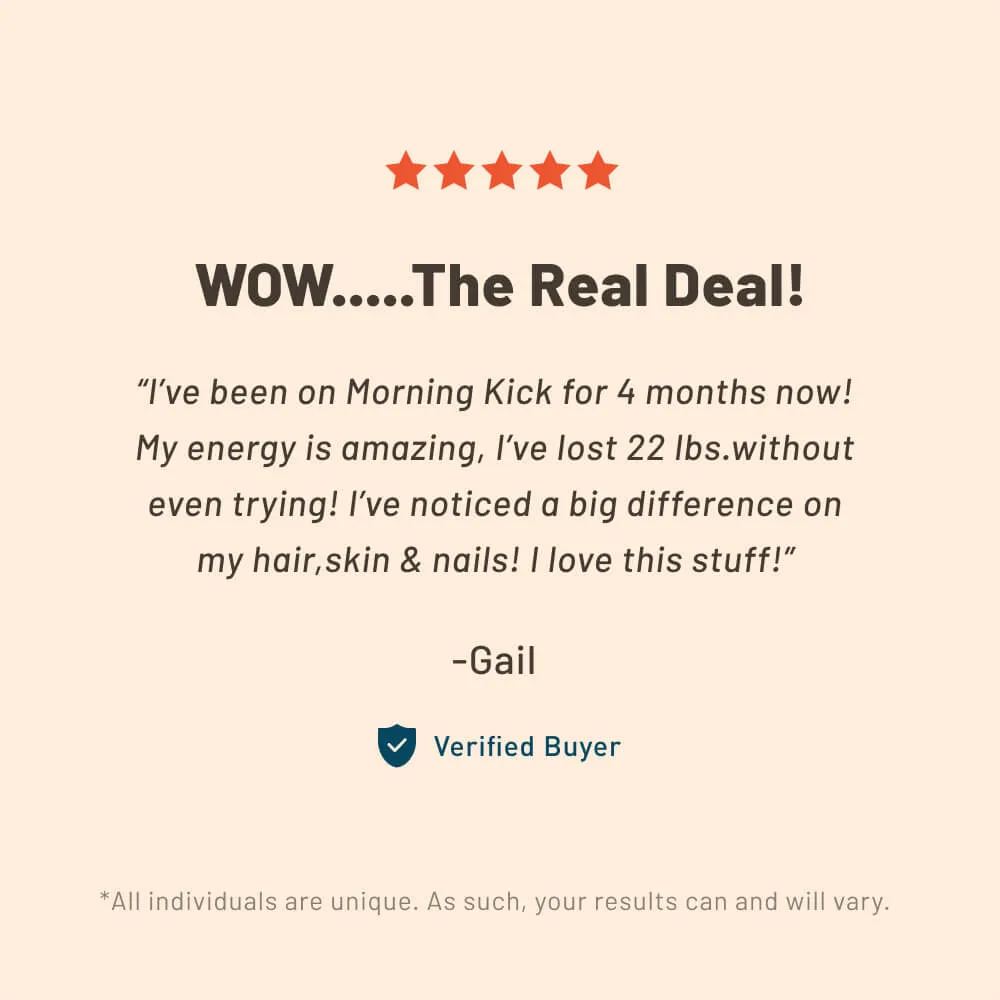 WOW.....The Real Deal!
“I’ve been on Morning Kick for 4 months now!
My energy is amazing, I’ve lost 22 lbs.without
even trying! I’ve noticed a big difference on
my hair,skin & nails! I love this stuff!”
-Gail
Verified Buyer
*All individuals are unique. As such, your results can and will vary.